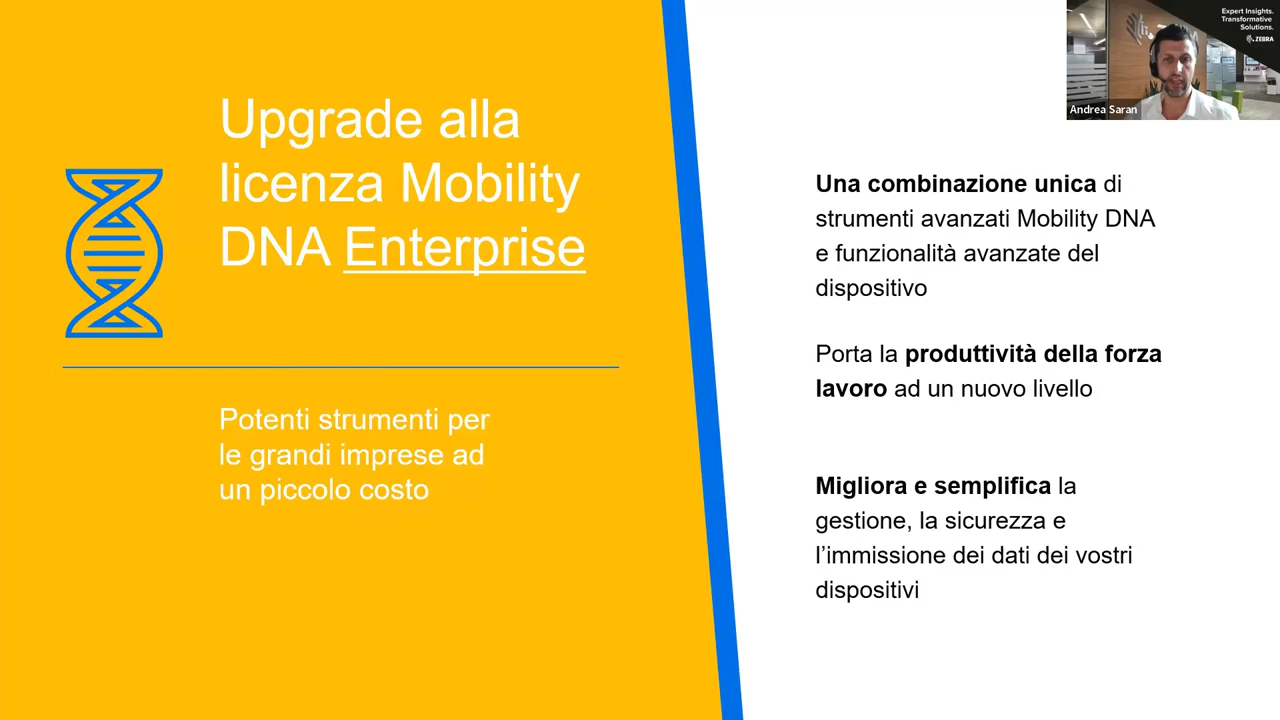 Upgrade alla
licenza Mobility
DNA Enterprise
Potenti strumenti per
le grandi imprese ad
un piccolo costo
Expert Insights.
Transformative
Solutions.
ZEBRA
Andrea Saran
Una combinazione unica di
strumenti avanzati Mobility DNA
e funzionalità avanzate del
dispositivo
Porta la produttività della forza
lavoro ad un nuovo livello
Migliora e semplifica la
gestione, la sicurezza e
l’immissione dei dati dei vostri
dispositivi